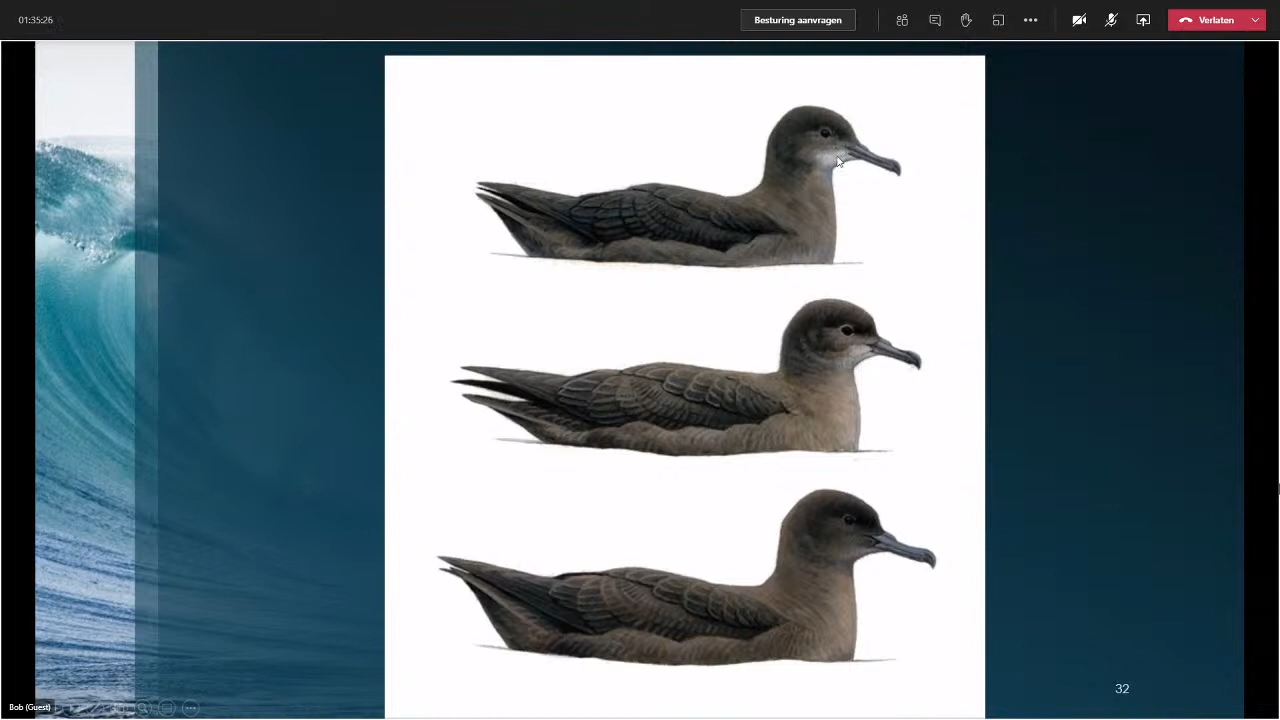 01:35:26
Besturing aanvragen
Verlaten
32
Bob (Guest)